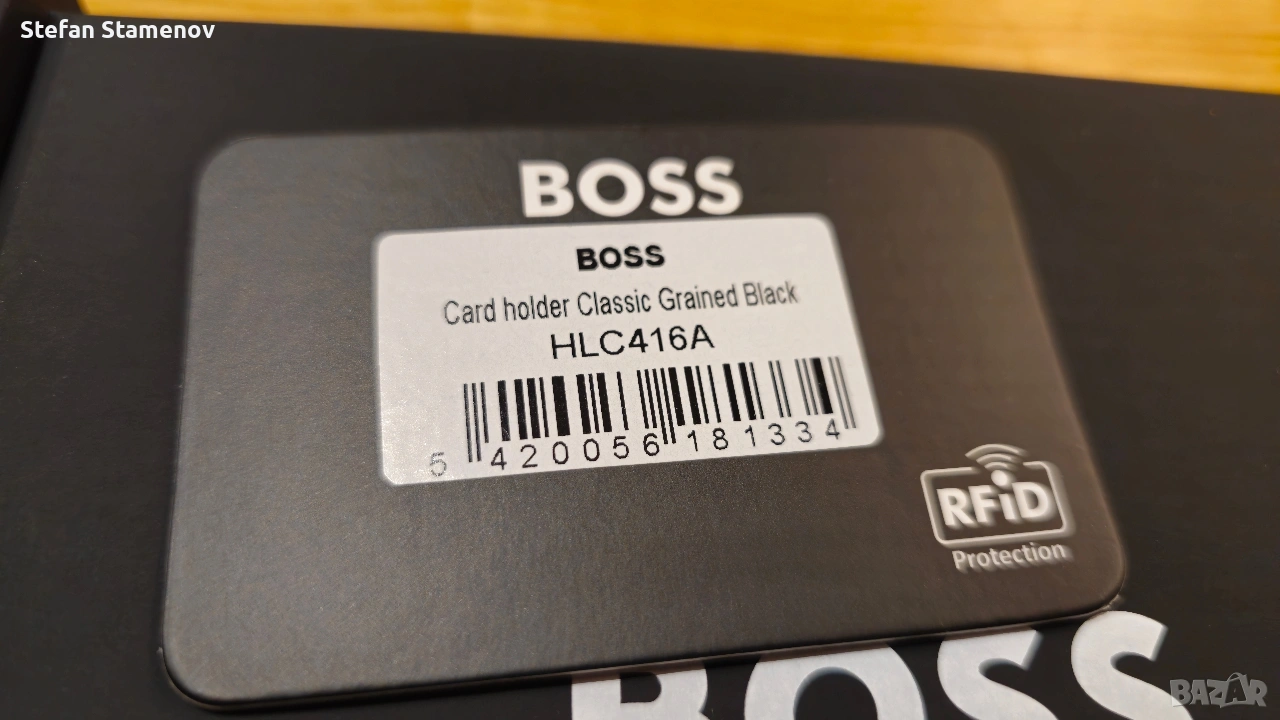 Stefan Stamenov
BOSS
BOSS
Card holder Classic Grained Black
HLC416A
5 420056 181334
RFiD
Protection
BOSS
BAZAR